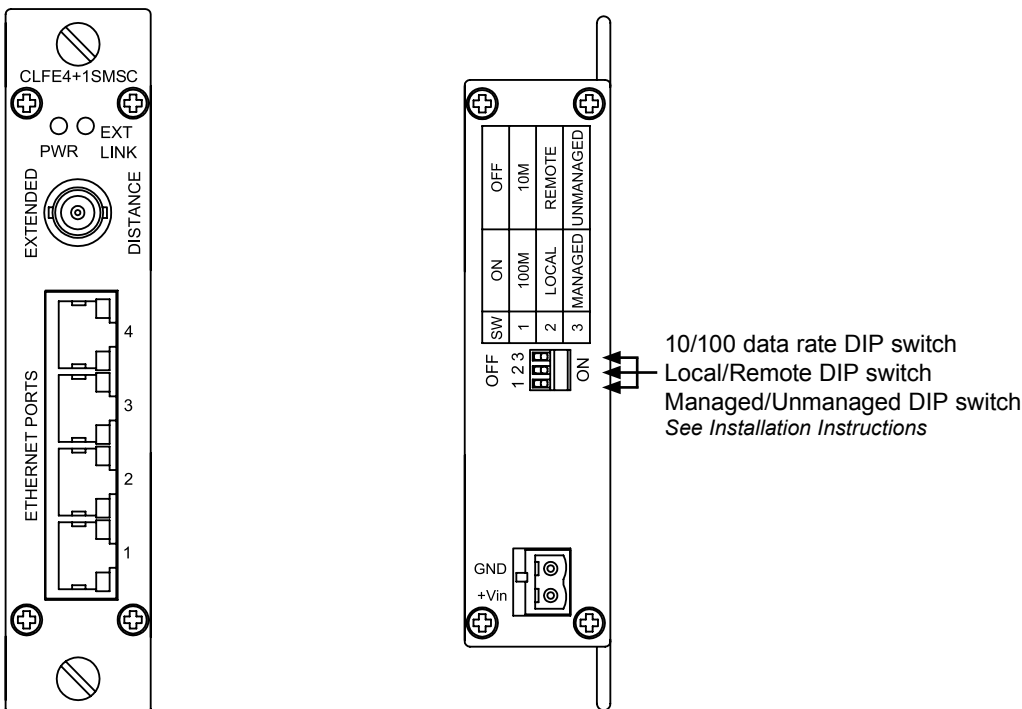 CLFE4+1SMSC
PWR
EXT
LINK
EXTENDED
DISTANCE
ETHERNET PORTS
4
3
2
1
SW ON OFF
1 100M 10M
2 LOCAL REMOTE
3 MANAGED UNMANAGED
OFF
1 2 3
ON
10/100 data rate DIP switch
Local/Remote DIP switch
Managed/Unmanaged DIP switch
See Installation Instructions
GND
+Vin